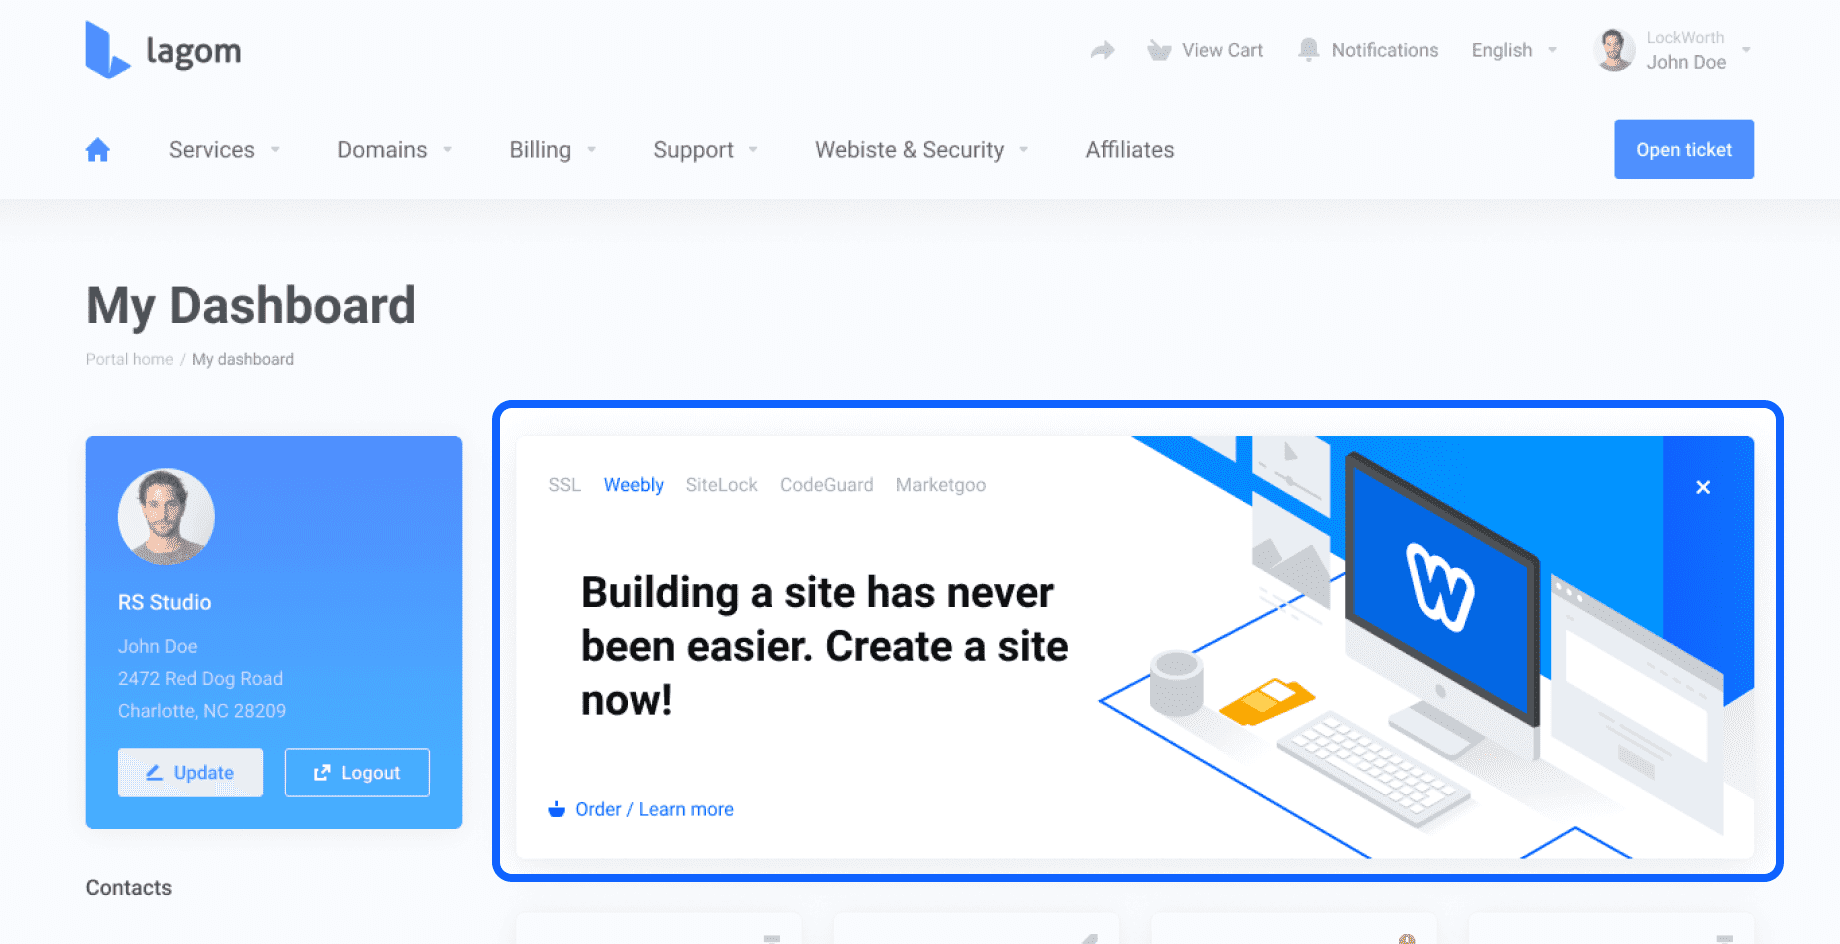 lagom
View Cart
Notifications
English
LockWorth
John Doe
Services
Domains
Billing
Support
Webiste & Security
Affiliates
Open ticket
My Dashboard
Portal home / My dashboard
RS Studio
John Doe
2472 Red Dog Road
Charlotte, NC 28209
Update
Logout
Contacts
SSL Weebly SiteLock CodeGuard Marketgoo
Building a site has never
been easier. Create a site
now!
Order / Learn more
W